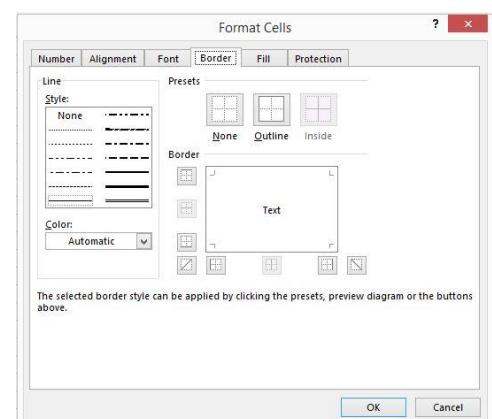 Format Cells
? ×
Number Alignment Font Border Fill Protection
Line
Presets
Style:
None
None Outline Inside
Border
Text
Color:
Automatic
The selected border style can be applied by clicking the presets, preview diagram or the buttons
above.
OK Cancel